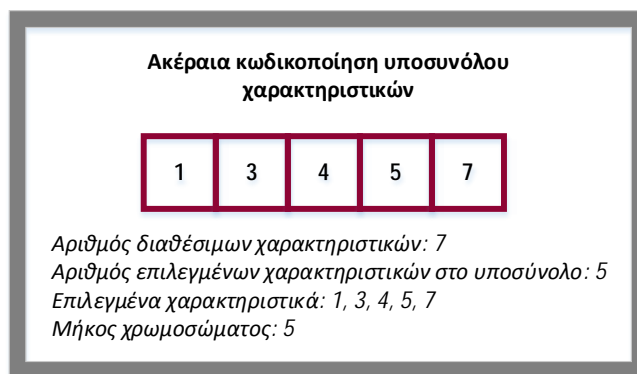 Ακέραια κωδικοποίηση υποσυνόλου
χαρακτηριστικών
1 3 4 5 7
Αριθμός διαθέσιμων χαρακτηριστικών: 7
Αριθμός επιλεγμένων χαρακτηριστικών στο υποσύνολο: 5
Επιλεγμένα χαρακτηριστικά: 1, 3, 4, 5, 7
Μήκος χρωμοσώματος: 5